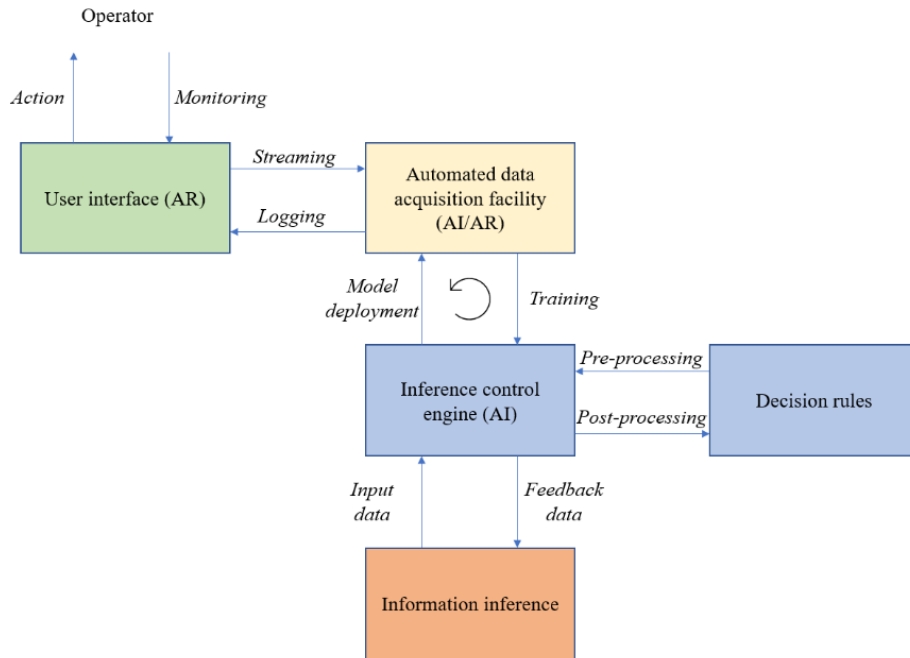 Operator
Action
Monitoring
Streaming
User interface (AR)
Automated data
acquisition facility
(AI/AR)
Logging
Model
deployment
Training
Pre-processing
Inference control
engine (AI)
Decision rules
Post-processing
Input
data
Feedback
data
Information inference